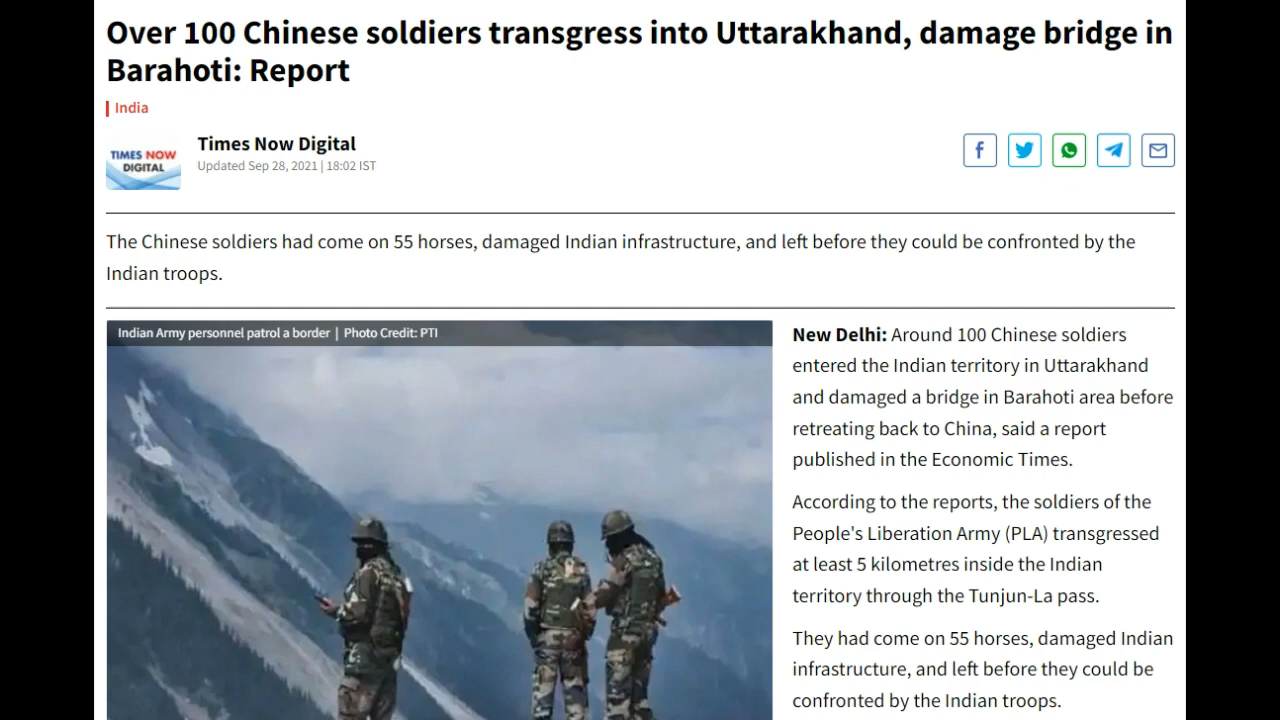 Over 100 Chinese soldiers transgress into Uttarakhand, damage bridge in
Barahoti: Report
India
TIMES NOW
DIGITAL
Times Now Digital
Updated Sep 28, 2021 | 18:02 IST
The Chinese soldiers had come on 55 horses, damaged Indian infrastructure, and left before they could be confronted by the
Indian troops.
Indian Army personnel patrol a border | Photo Credit: PTI
New Delhi: Around 100 Chinese soldiers
entered the Indian territory in Uttarakhand
and damaged a bridge in Barahoti area before
retreating back to China, said a report
published in the Economic Times.
According to the reports, the soldiers of the
People's Liberation Army (PLA) transgressed
at least 5 kilometres inside the Indian
territory through the Tunjun-La pass.
They had come on 55 horses, damaged Indian
infrastructure, and left before they could be
confronted by the Indian troops.